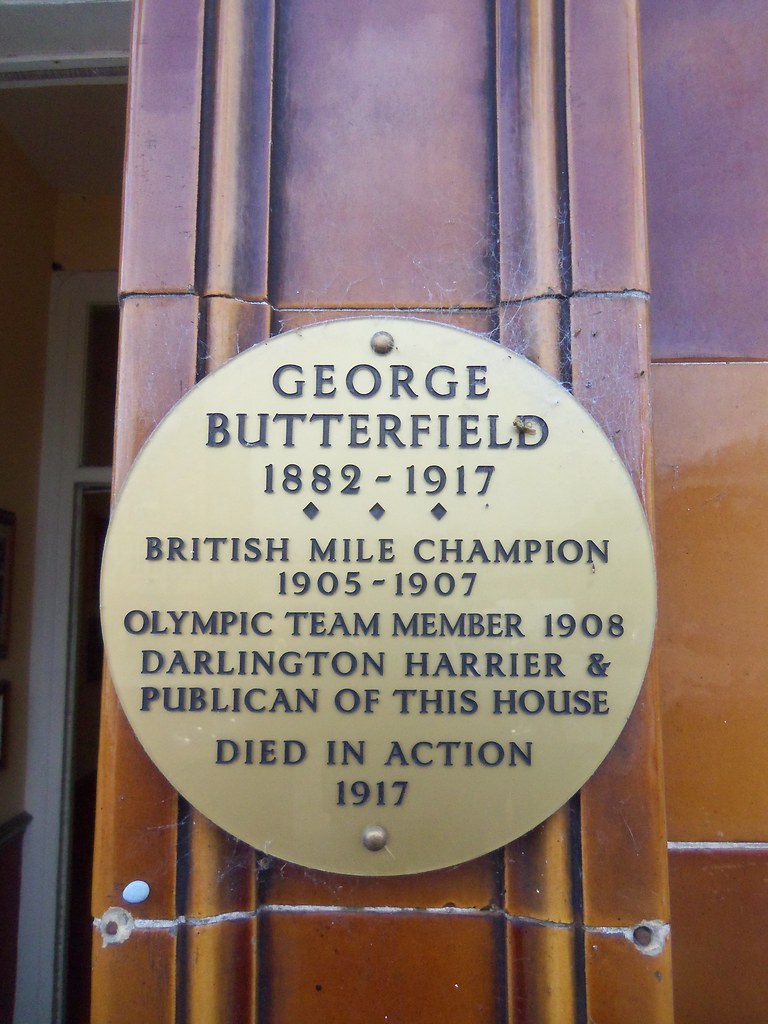 GEORGE
BUTTERFIELD
1882-1917
BRITISH MILE CHAMPION
1905-1907
OLYMPIC TEAM MEMBER 1908
DARLINGTON HARRIER &
PUBLICAN OF THIS HOUSE
DIED IN ACTION
1917